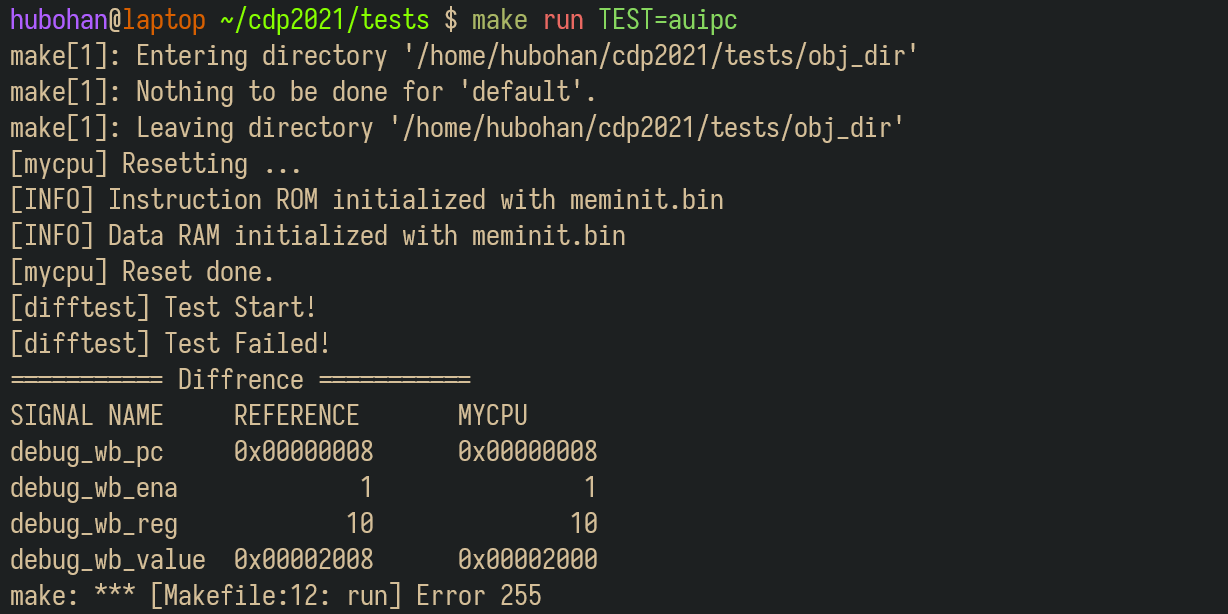 hubohan@laptop ~/cdp2021/tests $ make run TEST=auipc
make[1]: Entering directory '/home/hubohan/cdp2021/tests/obj_dir'
make[1]: Nothing to be done for 'default'.
make[1]: Leaving directory '/home/hubohan/cdp2021/tests/obj_dir'
[mycpu] Resetting ...
[INFO] Instruction ROM initialized with meminit.bin
[INFO] Data RAM initialized with meminit.bin
[mycpu] Reset done.
[difftest] Test Start!
[difftest] Test Failed!
=========== Diffrence ===========
SIGNAL NAME     REFERENCE       MYCPU
debug_wb_pc     0x00000008      0x00000008
debug_wb_ena             1               1
debug_wb_reg            10              10
debug_wb_value  0x00002008      0x00002000
make: *** [Makefile:12: run] Error 255